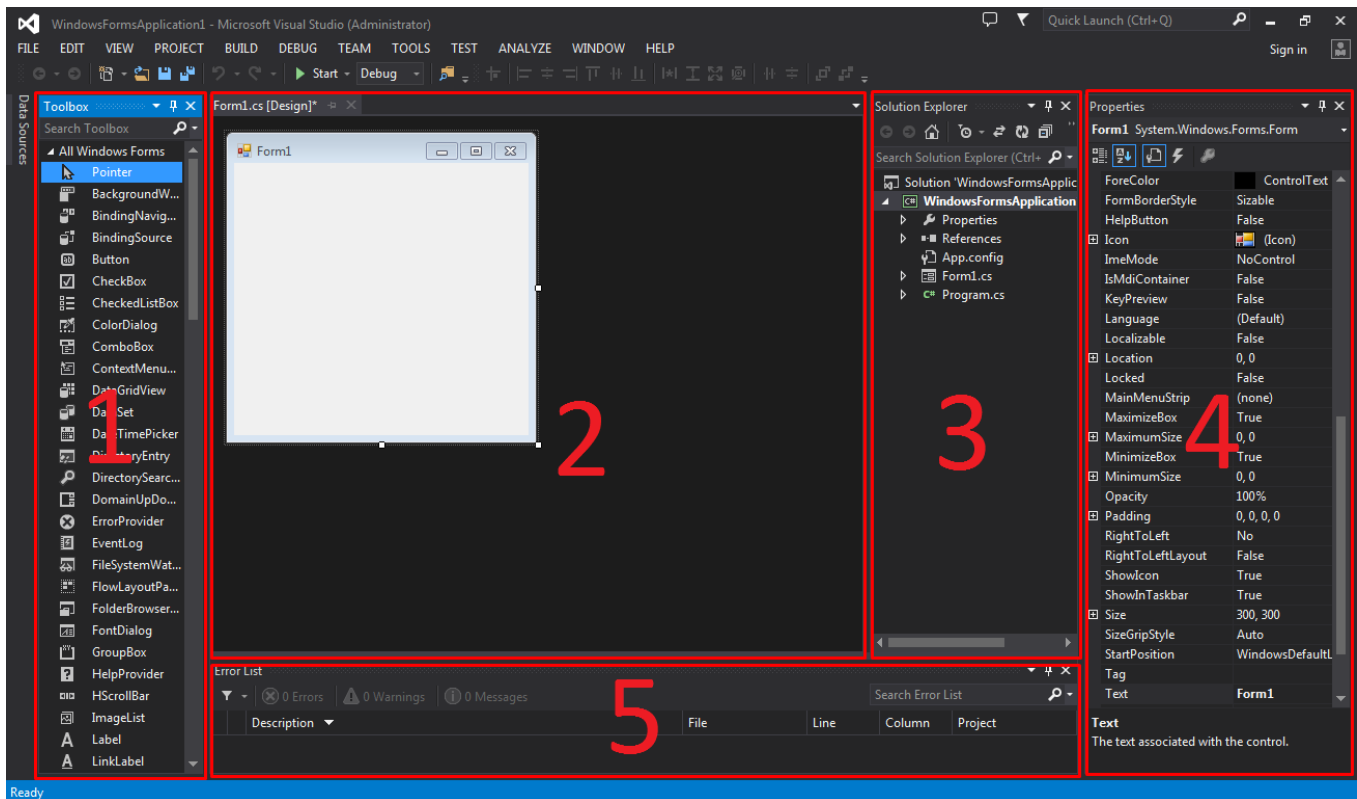 WindowsFormsApplication1 - Microsoft Visual Studio (Administrator)
Quick Launch (Ctrl+Q)
FILE EDIT VIEW PROJECT BUILD DEBUG TEAM TOOLS TEST ANALYZE WINDOW HELP
Sign in
Start
Debug
Data Sources
Toolbox
Search Toolbox
All Windows Forms
Pointer
BackgroundW...
BindingNavig...
BindingSource
Button
CheckBox
CheckedListBox
ColorDialog
ComboBox
ContextMenu...
DataGridView
DataSet
DateTimePicker
DirectoryEntry
DirectorySearc...
DomainUpDo...
ErrorProvider
EventLog
FileSystemWat...
FlowLayoutPa...
FolderBrowser...
FontDialog
GroupBox
HelpProvider
HScrollBar
ImageList
Label
LinkLabel
1
Form1.cs [Design]*
Form1
2
Solution Explorer
Search Solution Explorer (Ctrl+
Solution 'WindowsFormsApplic
WindowsFormsApplication
Properties
References
App.config
Form1.cs
C# Program.cs
3
Properties
Form1 System.Windows.Forms.Form
ForeColor ControlText
FormBorderStyle Sizable
HelpButton False
Icon (Icon)
ImeMode NoControl
IsMdiContainer False
KeyPreview False
Language (Default)
Localizable False
Location 0, 0
Locked False
MainMenuStrip (none)
MaximizeBox True
MaximumSize 0, 0
MinimizeBox True
MinimumSize 0, 0
Opacity 100%
Padding 0, 0, 0, 0
RightToLeft No
RightToLeftLayout False
ShowIcon True
ShowInTaskbar True
Size 300, 300
SizeGripStyle Auto
StartPosition WindowsDefaultL
Tag
Text Form1
Text
The text associated with the control.
4
Error List
0 Errors 0 Warnings 0 Messages
Search Error List
Description File Line Column Project
5
Ready